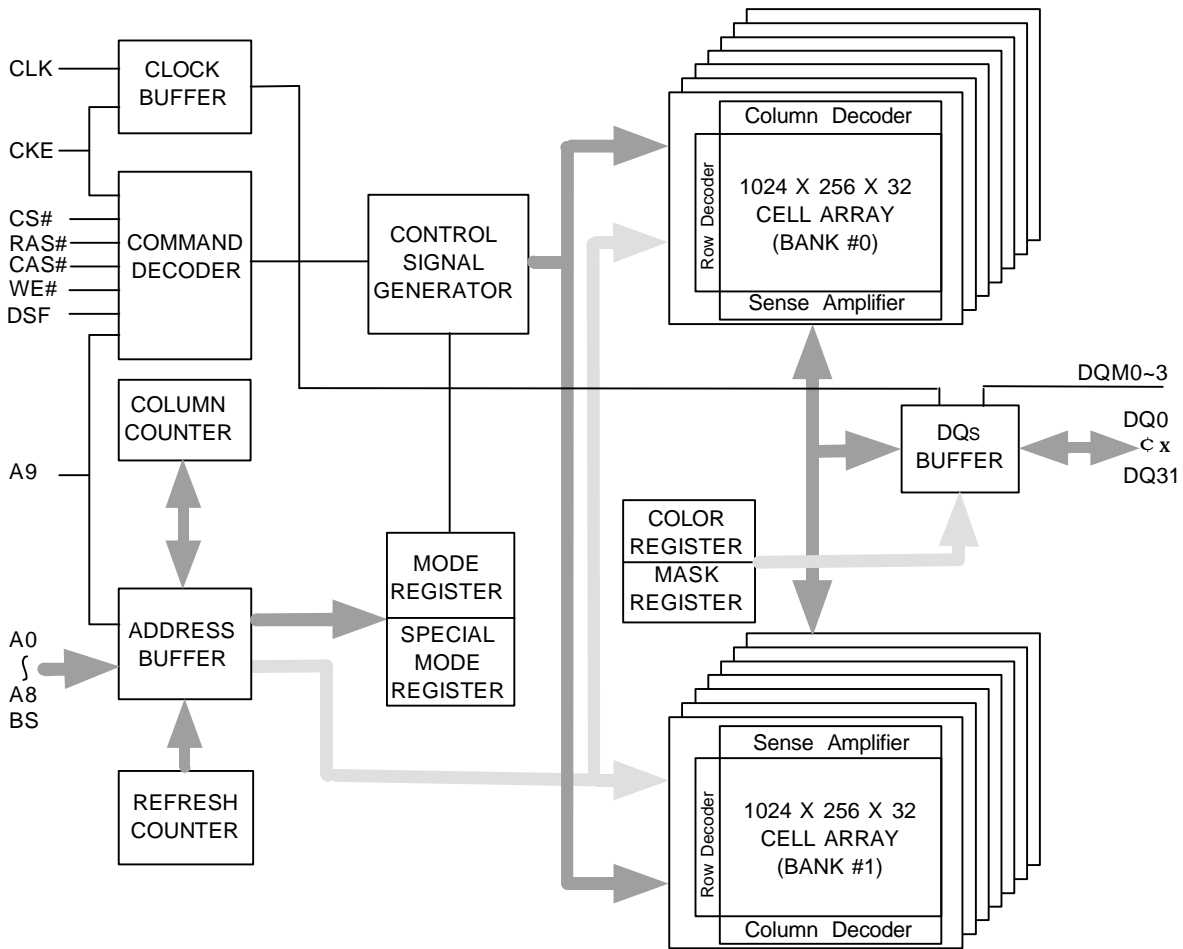 CLK
CLOCK
BUFFER
CKE
CS#
RAS#
CAS#
WE#
DSF
COMMAND
DECODER
CONTROL
SIGNAL
GENERATOR
Column Decoder
Row Decoder
1024 X 256 X 32
CELL ARRAY
(BANK #0)
Sense Amplifier
COLUMN
COUNTER
A9
DQM0~3
DQs
BUFFER
DQ0
¢x
DQ31
COLOR
REGISTER
MASK
REGISTER
MODE
REGISTER
SPECIAL
MODE
REGISTER
ADDRESS
BUFFER
A0
∫
A8
BS
REFRESH
COUNTER
Sense Amplifier
Row Decoder
1024 X 256 X 32
CELL ARRAY
(BANK #1)
Column Decoder